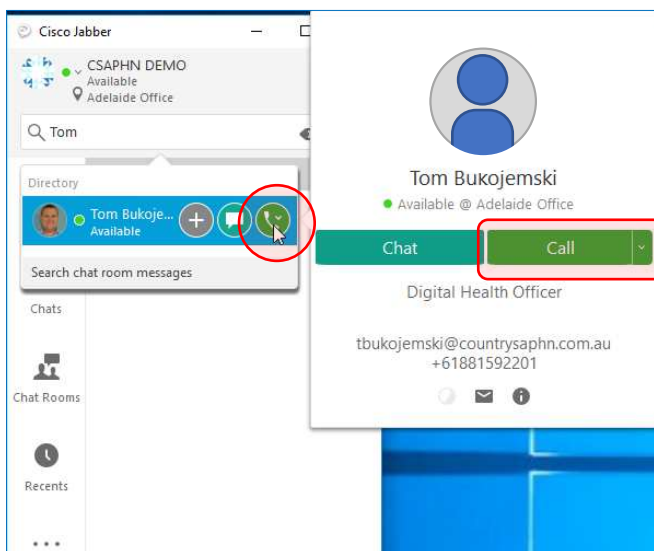 Cisco Jabber
CSAPHN DEMO
Available
Adelaide Office
Tom
Directory
Tom Bukoje...
Available
Search chat room messages
Chats
Chat Rooms
Recents
Tom Bukojemski
Available @ Adelaide Office
Chat
Call
Digital Health Officer
tbukojemski@countrysaphn.com.au
+61881592201